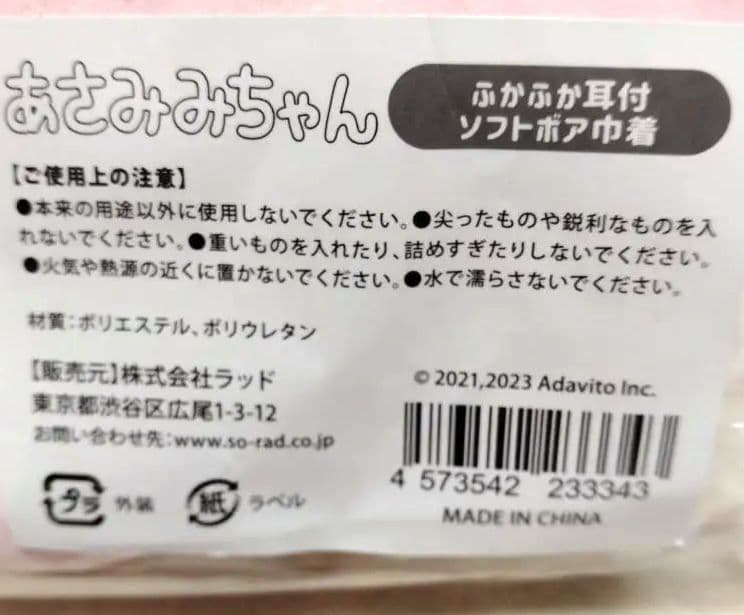 あさみみちゃん
ふかふか耳付
ソフトボア巾着
【ご使用上の注意】
●本来の用途以外に使用しないでください。●尖ったものや鋭利なものを入
れないでください。●重いものを入れたり、詰めすぎたりしないでください。
●火気や熱源の近くに置かないでください。●水で濡らさないでください。
材質：ポリエステル、ポリウレタン
【販売元】株式会社ラッド
東京都渋谷区広尾1-3-12
お問い合わせ先：www.so-rad.co.jp
プラ 外装
紙 ラベル
© 2021,2023 Adavito Inc.
4 573542 233343
MADE IN CHINA